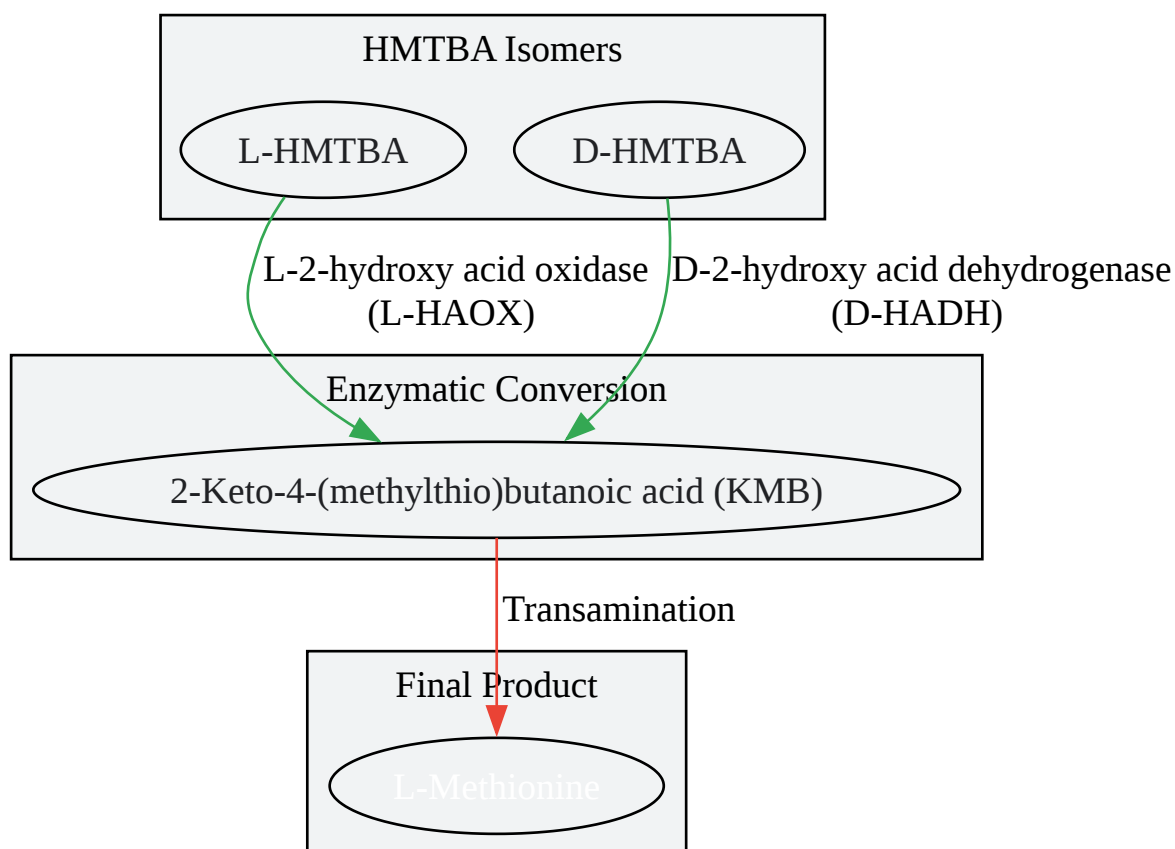 HMTBA Isomers
L-HMTBA
D-HMTBA
L-2-hydroxy acid oxidase
(L-HAOX)
D-2-hydroxy acid dehydrogenase
(D-HADH)
Enzymatic Conversion
2-Keto-4-(methylthio)butanoic acid (KMB)
Transamination
Final Product
L-Methionine